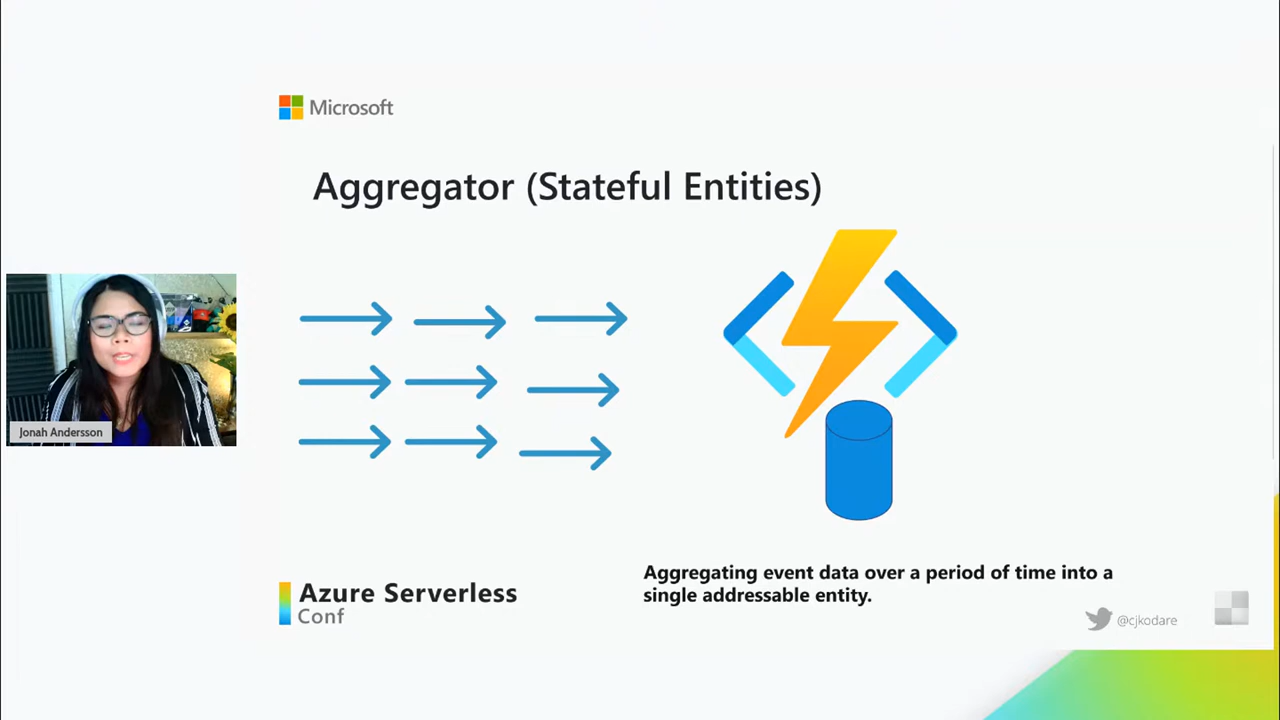 Microsoft
Aggregator (Stateful Entities)
Jonah Andersson
Aggregating event data over a period of time into a
single addressable entity.
Azure Serverless
Conf
@cjkodare